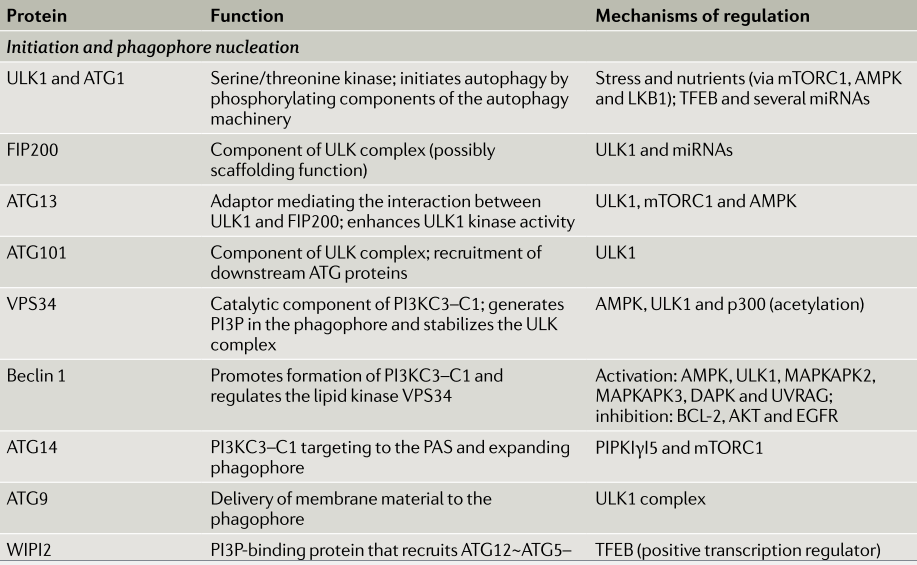 Protein Function Mechanisms of regulation
Initiation and phagophore nucleation
ULK1 and ATG1 Serine/threonine kinase; initiates autophagy by Stress and nutrients (via mTORC1, AMPK
phosphorylating components of the autophagy and LKB1); TFEB and several miRNAs
machinery
FIP200 Component of ULK complex (possibly ULK1 and miRNAs
scaffolding function)
ATG13 Adaptor mediating the interaction between ULK1, mTORC1 and AMPK
ULK1 and FIP200; enhances ULK1 kinase activity
ATG101 Component of ULK complex; recruitment of ULK1
downstream ATG proteins
VPS34 Catalytic component of PI3KC3–C1; generates AMPK, ULK1 and p300 (acetylation)
PI3P in the phagophore and stabilizes the ULK
complex
Beclin 1 Promotes formation of PI3KC3–C1 and Activation: AMPK, ULK1, MAPKAPK2,
regulates the lipid kinase VPS34 MAPKAPK3, DAPK and UVRAG;
inhibition: BCL-2, AKT and EGFR
ATG14 PI3KC3–C1 targeting to the PAS and expanding PIPKIγI5 and mTORC1
phagophore
ATG9 Delivery of membrane material to the ULK1 complex
phagophore
WIPI2 PI3P-binding protein that recruits ATG12~ATG5– TFEB (positive transcription regulator)